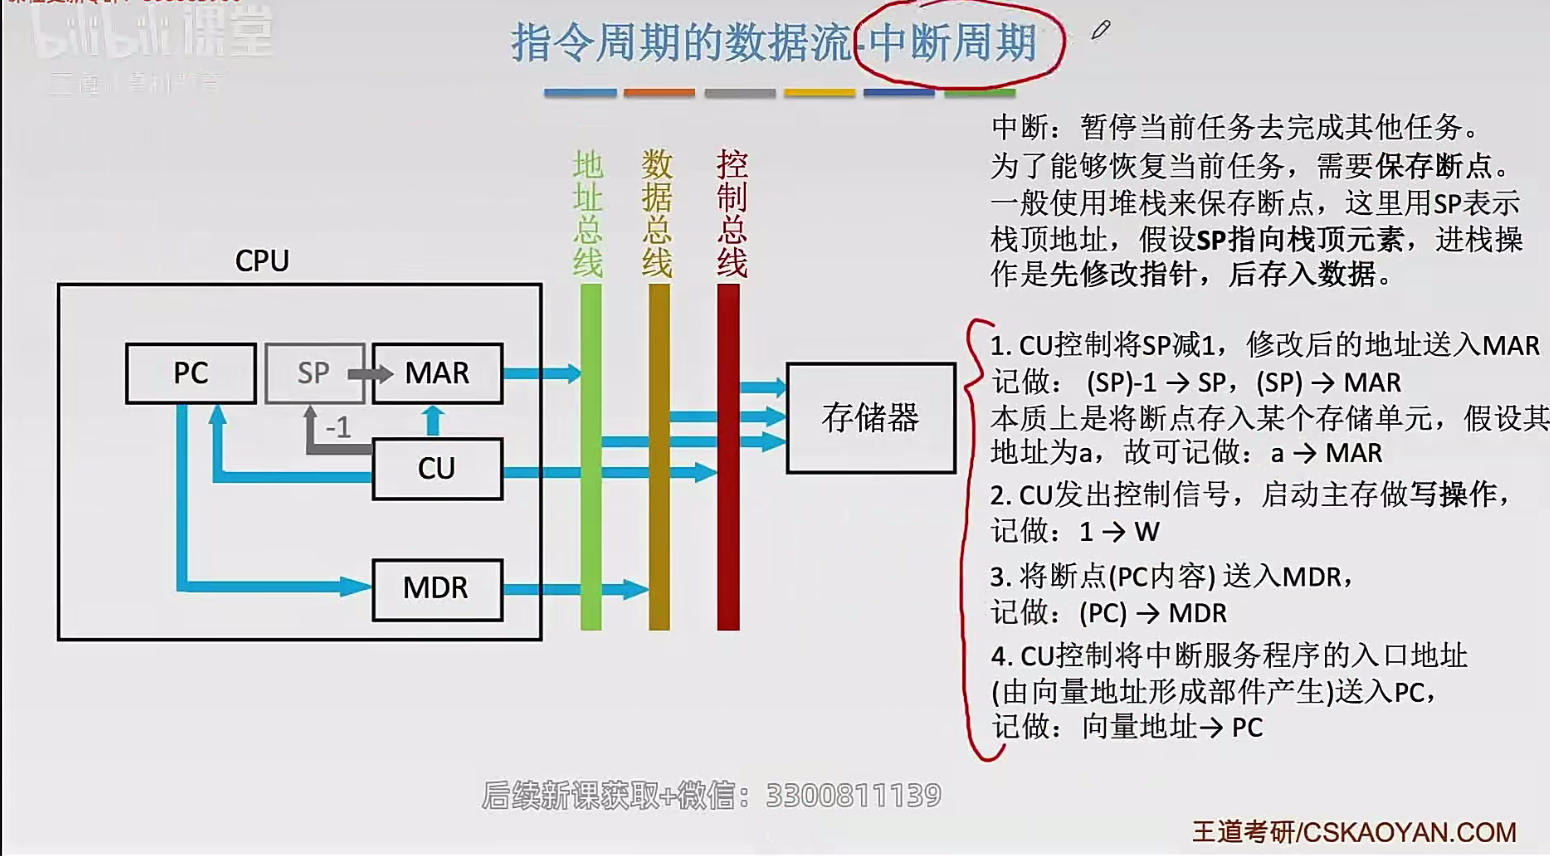 bilibili 课堂
指令周期的数据流-中断周期
中断：暂停当前任务去完成其他任务。
为了能够恢复当前任务，需要保存断点。
一般使用堆栈来保存断点，这里用SP表示
栈顶地址，假设SP指向栈顶元素，进栈操
作是先修改指针，后存入数据。
地址总线
数据总线
控制总线
CPU
PC
SP
MAR
-1
CU
MDR
存储器
1. CU控制将SP减1，修改后的地址送入MAR
记做： (SP)-1 → SP，(SP) → MAR
本质上是将断点存入某个存储单元，假设其
地址为a，故可记做：a → MAR
2. CU发出控制信号，启动主存做写操作，
记做：1 → W
3. 将断点(PC内容) 送入MDR，
记做：(PC) → MDR
4. CU控制将中断服务程序的入口地址
(由向量地址形成部件产生)送入PC，
记做：向量地址→ PC
后续新课获取+微信：3300811139
王道考研/CSKAOYAN.COM